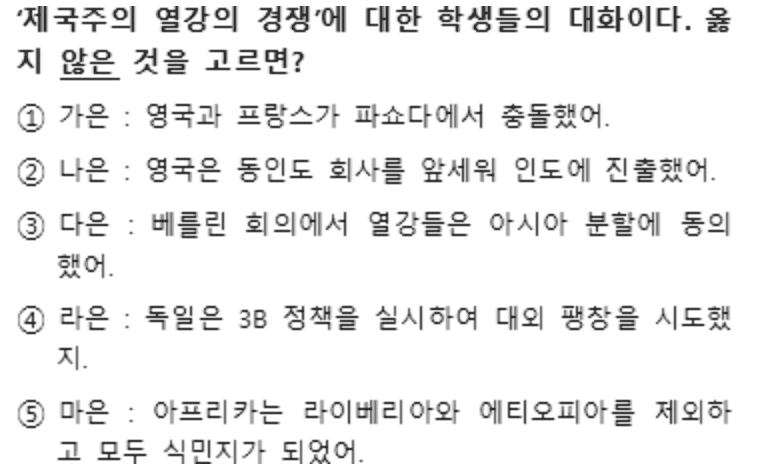 ‘제국주의 열강의 경쟁’에 대한 학생들의 대화이다. 옳
지 않은 것을 고르면?
① 가은 : 영국과 프랑스가 파쇼다에서 충돌했어.
② 나은 : 영국은 동인도 회사를 앞세워 인도에 진출했어.
③ 다은 : 베를린 회의에서 열강들은 아시아 분할에 동의
했어.
④ 라은 : 독일은 3B 정책을 실시하여 대외 팽창을 시도했
지.
⑤ 마은 : 아프리카는 라이베리아와 에티오피아를 제외하
고 모두 식민지가 되었어.